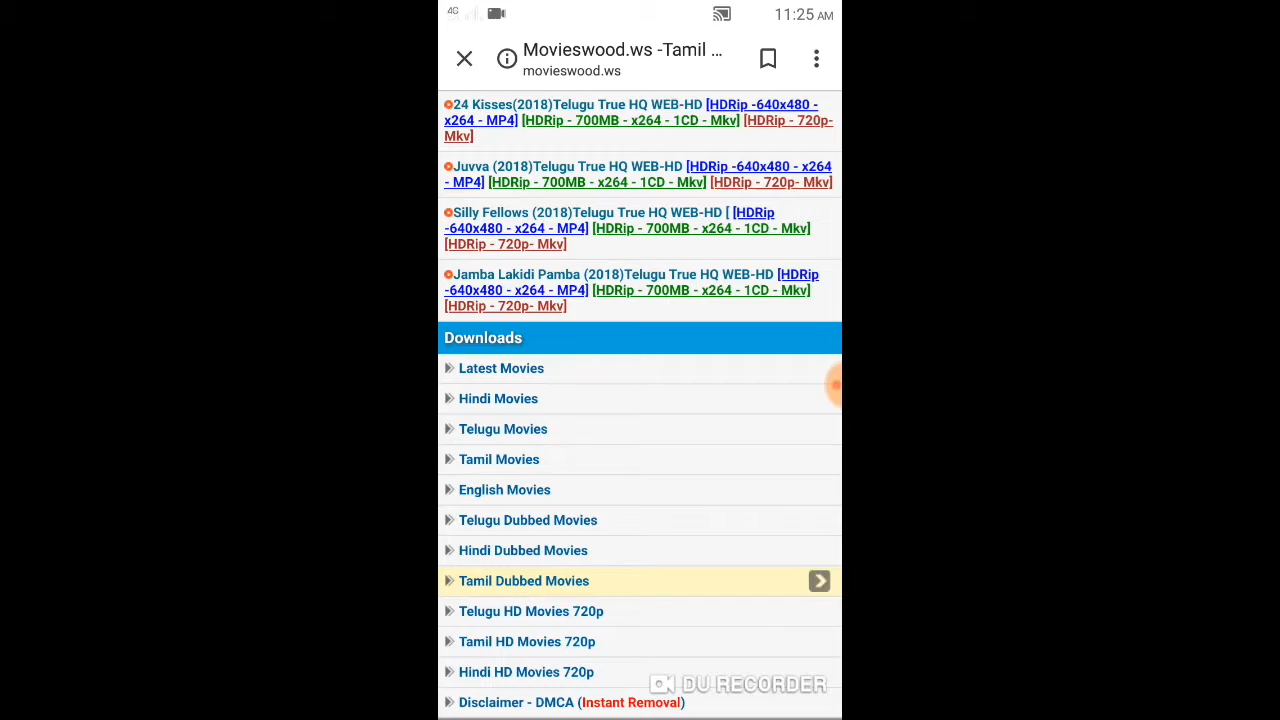 4G
11:25 AM
Movieswood.ws -Tamil ...
movieswood.ws
24 Kisses(2018)Telugu True HQ WEB-HD [HDRip -640x480 -
x264 - MP4] [HDRip - 700MB - x264 - 1CD - Mkv] [HDRip - 720p-
Mkv]
Juvva (2018)Telugu True HQ WEB-HD [HDRip -640x480 - x264
- MP4] [HDRip - 700MB - x264 - 1CD - Mkv] [HDRip - 720p- Mkv]
Silly Fellows (2018)Telugu True HQ WEB-HD [ [HDRip
-640x480 - x264 - MP4] [HDRip - 700MB - x264 - 1CD - Mkv]
[HDRip - 720p- Mkv]
Jamba Lakidi Pamba (2018)Telugu True HQ WEB-HD [HDRip
-640x480 - x264 - MP4] [HDRip - 700MB - x264 - 1CD - Mkv]
[HDRip - 720p- Mkv]
Downloads
Latest Movies
Hindi Movies
Telugu Movies
Tamil Movies
English Movies
Telugu Dubbed Movies
Hindi Dubbed Movies
Tamil Dubbed Movies
Telugu HD Movies 720p
Tamil HD Movies 720p
Hindi HD Movies 720p
DU RECORDER
Disclaimer - DMCA (Instant Removal)